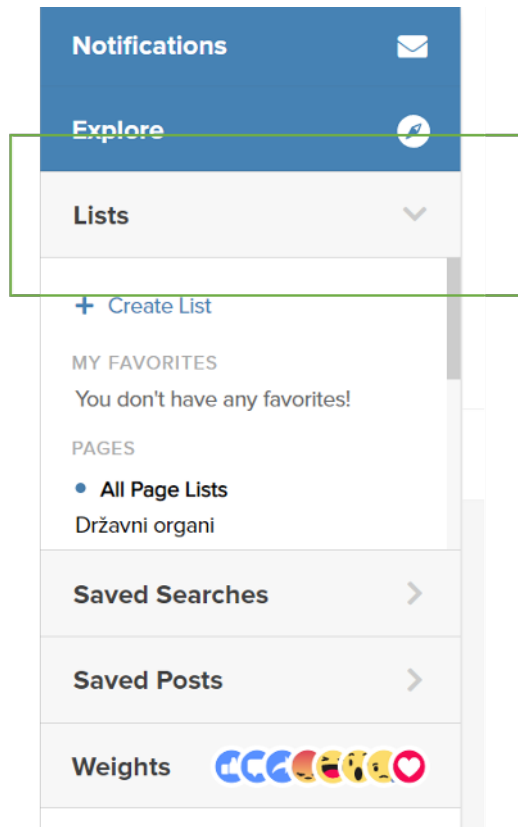 Notifications
Explore
Lists
+ Create List
MY FAVORITES
You don't have any favorites!
PAGES
• All Page Lists
Državni organi
Saved Searches
Saved Posts
Weights